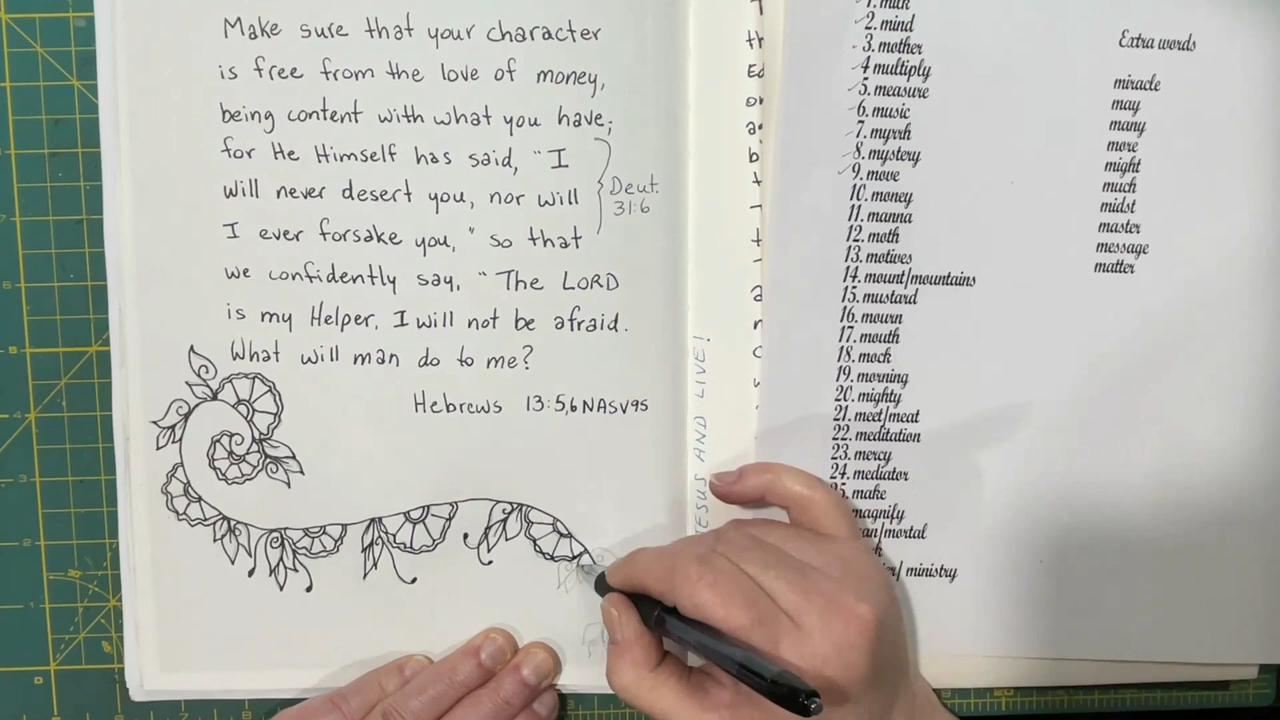 Make sure that your character
is free from the love of money,
being content with what you have;
for He Himself has said, "I
will never desert you, nor will
I ever forsake you," so that
we confidently say, "The LORD
is my Helper, I will not be afraid.
What will man do to me?
Hebrews 13:5,6 NASV95
Deut.
31:6
JESUS AND LIVE!
1. milk
2. mind
3. mother
4 multiply
5. measure
6. music
7. myrrh
8. mystery
9. move
10. money
11. manna
12. moth
13. motives
14. mount/mountains
15. mustard
16. mourn
17. mouth
18. mock
19. morning
20. mighty
21. meet/meat
22. meditation
23. mercy
24. mediator
25. make
magnify
/mortal
/ ministry
Extra words
miracle
may
many
more
might
much
midst
master
message
matter